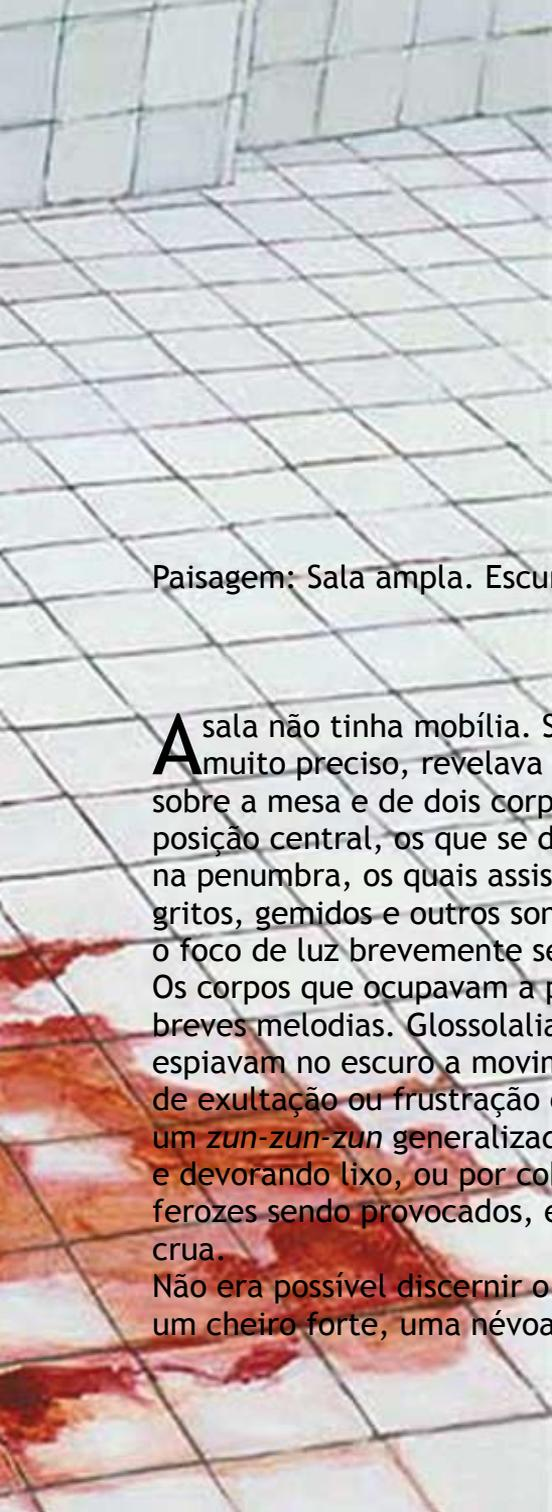 Paisagem: Sala ampla. Escur
A sala não tinha mobília. S
muito preciso, revelava
sobre a mesa e de dois corp
posição central, os que se d
na penumbra, os quais assis
gritos, gemidos e outros son
o foco de luz brevemente se
Os corpos que ocupavam a p
breves melodias. Glossolalia
espiavam no escuro a movim
de exultação ou frustração
um zun-zun-zun generalizad
e devorando lixo, ou por col
ferozes sendo provocados, e
crua.
Não era possível discernir o
um cheiro forte, uma névoa